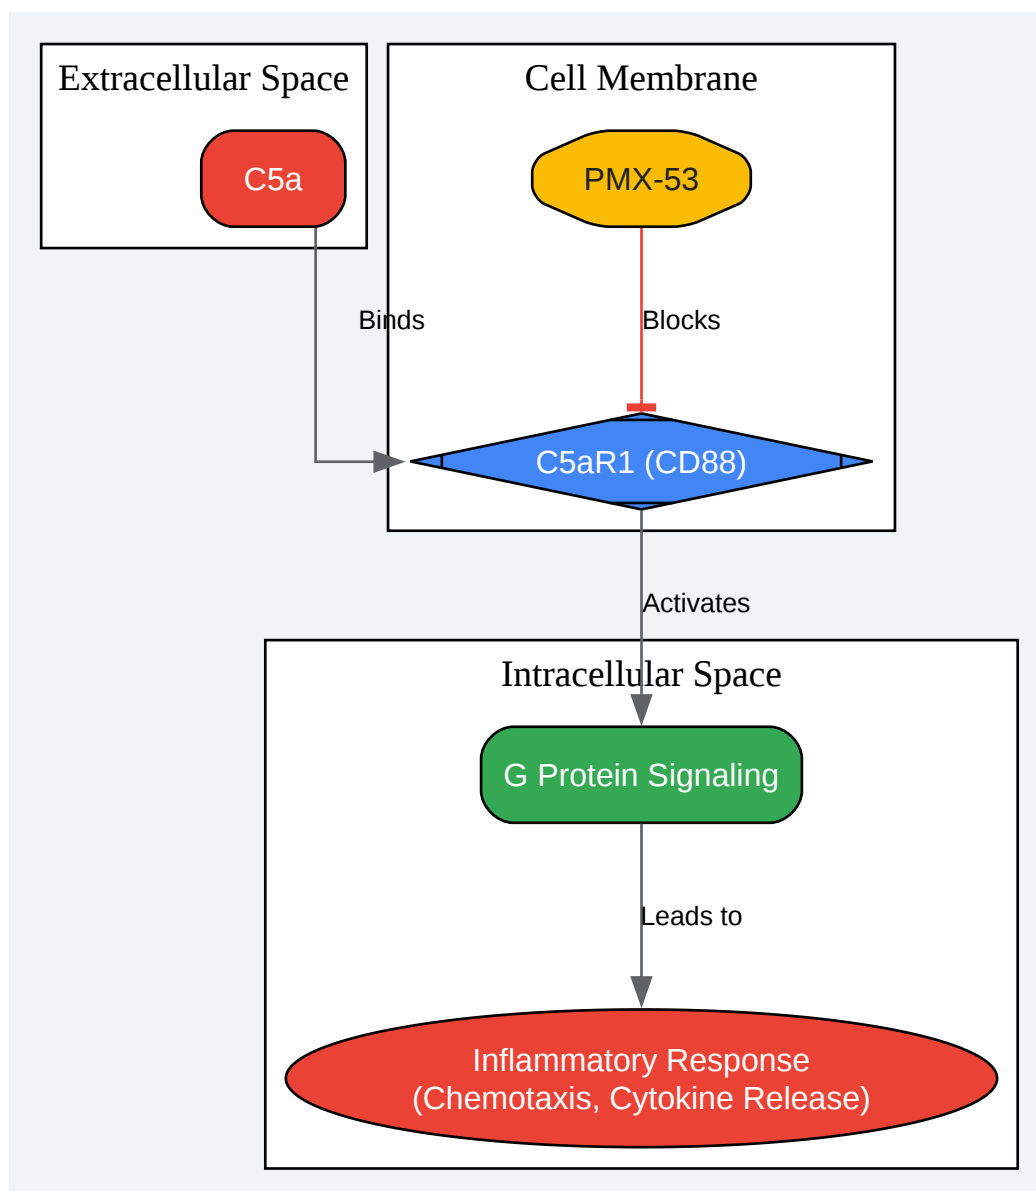 Extracellular Space
Cell Membrane
C5a
PMX-53
Binds
Blocks
C5aR1 (CD88)
Activates
Intracellular Space
G Protein Signaling
Leads to
Inflammatory Response
(Chemotaxis, Cytokine Release)